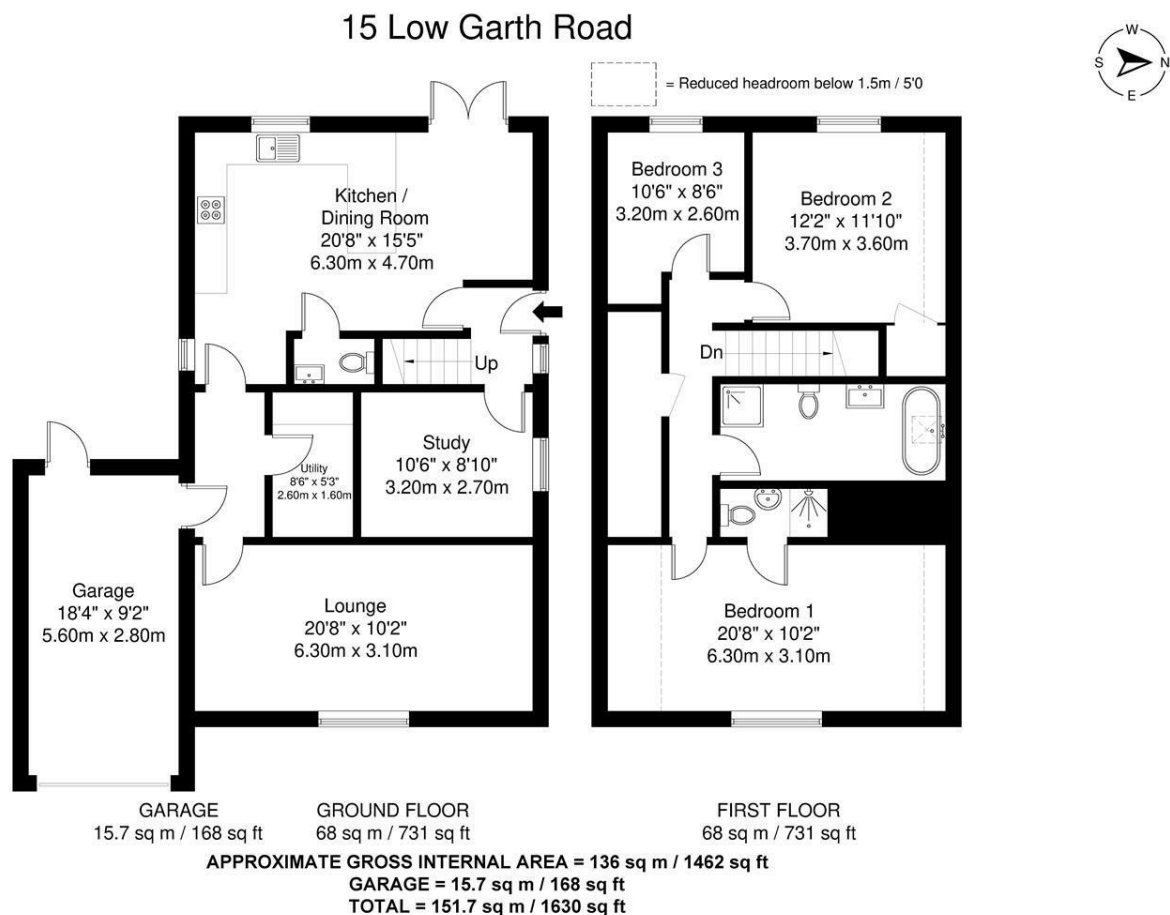 15 Low Garth Road
W
S
N
E
= Reduced headroom below 1.5m / 5'0
Kitchen /
Dining Room
20'8" x 15'5"
6.30m x 4.70m
Up
Utility
8'6" x 5'3"
2.60m x 1.60m
Study
10'6" x 8'10"
3.20m x 2.70m
Garage
18'4" x 9'2"
5.60m x 2.80m
Lounge
20'8" x 10'2"
6.30m x 3.10m
Bedroom 3
10'6" x 8'6"
3.20m x 2.60m
Bedroom 2
12'2" x 11'10"
3.70m x 3.60m
Dn
Bedroom 1
20'8" x 10'2"
6.30m x 3.10m
GARAGE
15.7 sq m / 168 sq ft
GROUND FLOOR
68 sq m / 731 sq ft
FIRST FLOOR
68 sq m / 731 sq ft
APPROXIMATE GROSS INTERNAL AREA = 136 sq m / 1462 sq ft
GARAGE = 15.7 sq m / 168 sq ft
TOTAL = 151.7 sq m / 1630 sq ft